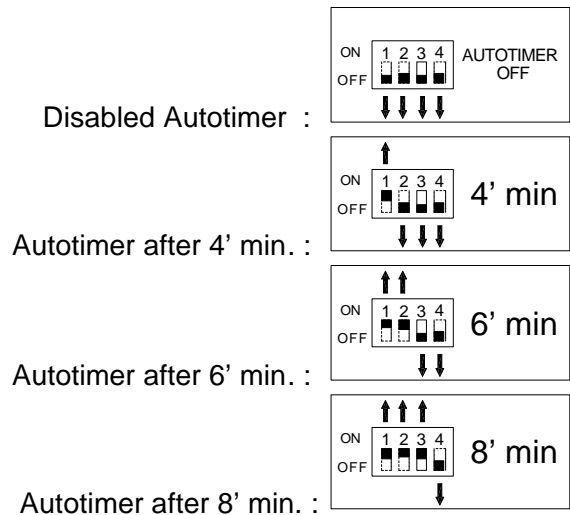 ON 1 2 3 4 AUTOTIMER
OFF OFF
Disabled Autotimer :
ON 1 2 3 4 4’ min
OFF
Autotimer after 4’ min. :
ON 1 2 3 4 6’ min
OFF
Autotimer after 6’ min. :
ON 1 2 3 4 8’ min
OFF
Autotimer after 8’ min. :